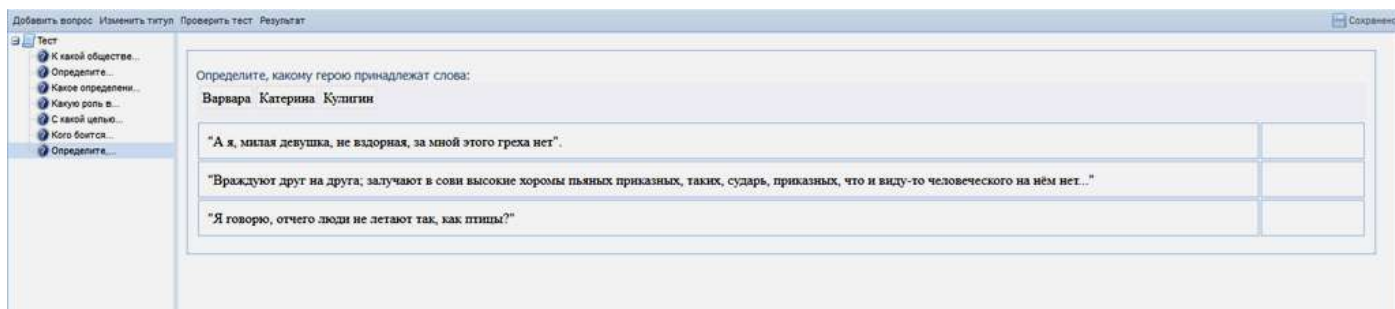 Добавить вопрос Изменить титул Проверить тест Результат Сохранено
Тест
К какой обществе...
Определите...
Какое определени...
Какую роль в...
С какой целью...
Кого боится...
Определите,...
Определите, какому герою принадлежат слова:
Варвара Катерина Кулигин
"А я, милая девушка, не вздорная, за мной этого греха нет".
"Враждуют друг на друга; залучают в сови высокие хоромы пьяных приказных, таких, сударь, приказных, что и виду-то человеческого на нём нет..."
"Я говорю, отчего люди не летают так, как птицы?"